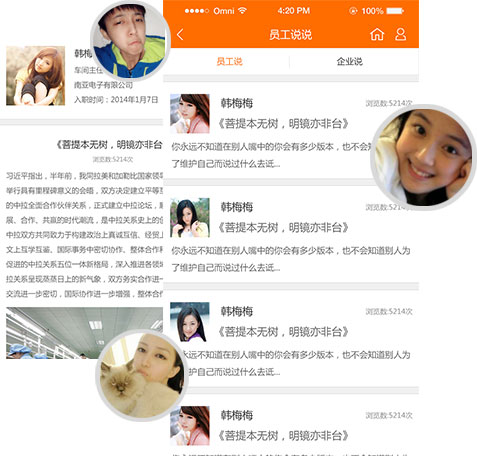 韩梅
车间主任
南亚电子有限公司
入职时间：2014年1月7日
《菩提本无树，明镜亦非台
浏览数:5214次
习近平指出，半年前，我同拉美和加勒比国家领导
举行具有里程碑意义的会晤，双方决定建立平等互
的中拉全面合作伙伴关系，正式建立中拉论坛，
展、合作、共赢的时代潮流，是中拉关系史上的创
中拉双方共同致力于构建政治上真诚互信、经贸上
文上互学互鉴、国际事务中密切协作、整体合作和
促进的中拉关系五位一体新格局，深入推进各领域
拉关系呈现蒸蒸日上的新气象，双方务实合作进一
交流进一步密切，国际协作进一步增强，整体合作
Omni 4:20 PM 100%
员工说说
员工说 企业说
韩梅梅 浏览数:5214次
《菩提本无树，明镜亦非台》
你永远不知道在别人嘴中的你会有多少版本，也不会
了维护自己而说过什么去诋...
韩梅梅 浏览数:5214次
《菩提本无树，明镜亦非台》
你永远不知道在别人嘴中的你会有多少版本，也不会知道别人为
了维护自己而说过什么去诋...
韩梅梅 浏览数:5214次
《菩提本无树，明镜亦非台》
永远不知道在别人嘴中的你会有多少版本，也不会知道别人为
护自己而说过什么去诋...
韩梅梅 浏览数:5214次
《菩提本无树，明镜亦非台》